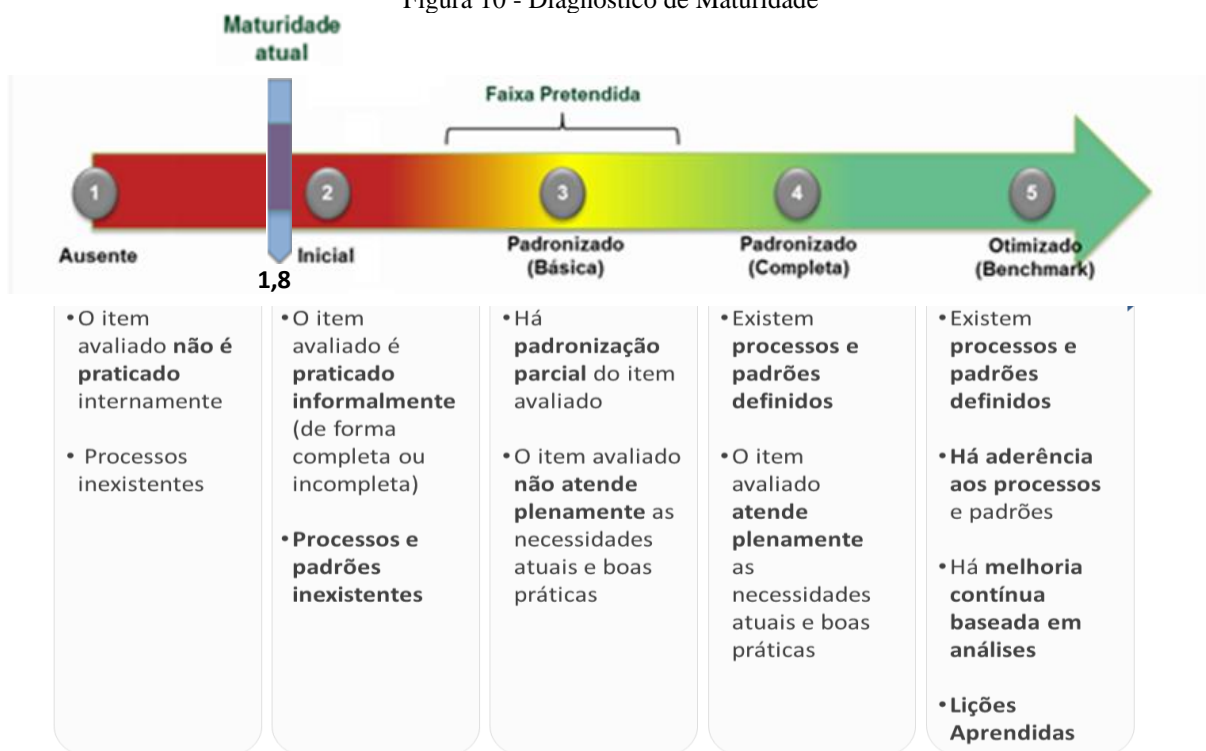 Figura 10 - Diagnóstico de Maturidade
Maturidade
atual
Faixa Pretendida
1
2
3
4
5
Ausente
Inicial
Padronizado
(Básica)
Padronizado
(Completa)
Otimizado
(Benchmark)
1,8
•O item
avaliado não é
praticado
internamente
• Processos
inexistentes
•O item
avaliado é
praticado
informalmente
(de forma
completa ou
incompleta)
•Processos e
padrões
inexistentes
•Há
padronização
parcial do item
avaliado
•O item avaliado
não atende
plenamente as
necessidades
atuais e boas
práticas
•Existem
processos e
padrões
definidos
•O item
avaliado
atende
plenamente
as
necessidades
atuais e boas
práticas
•Existem
processos e
padrões
definidos
•Há aderência
aos processos
e padrões
•Há melhoria
contínua
baseada em
análises
•Lições
Aprendidas